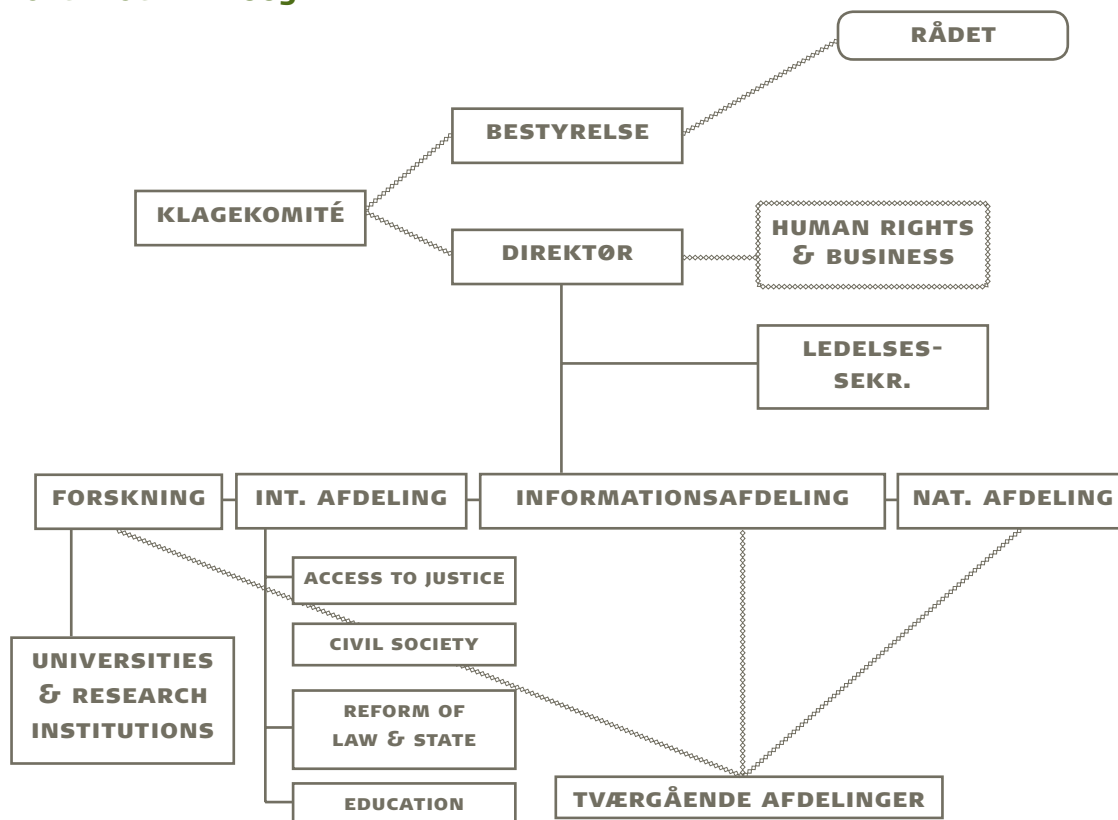 RÅDET
BESTYRELSE
KLAGEKOMITÉ
DIREKTØR
HUMAN RIGHTS
& BUSINESS
LEDELSES-
SEKR.
FORSKNING
INT. AFDELING
INFORMATIONSAFDELING
NAT. AFDELING
ACCESS TO JUSTICE
CIVIL SOCIETY
UNIVERSITIES
& RESEARCH
INSTITUTIONS
REFORM OF
LAW & STATE
EDUCATION
TVÆRGÅENDE AFDELINGER